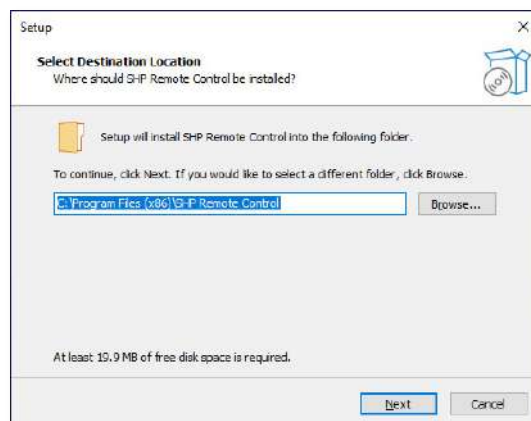 Setup
Select Destination Location
Where should SHP Remote Control be installed?
Setup will install SHP Remote Control into the following folder.
To continue, click Next. If you would like to select a different folder, click Browse.
C:\Program Files (x86)\SHP Remote Control
Browse...
At least 19.9 MB of free disk space is required.
Next
Cancel